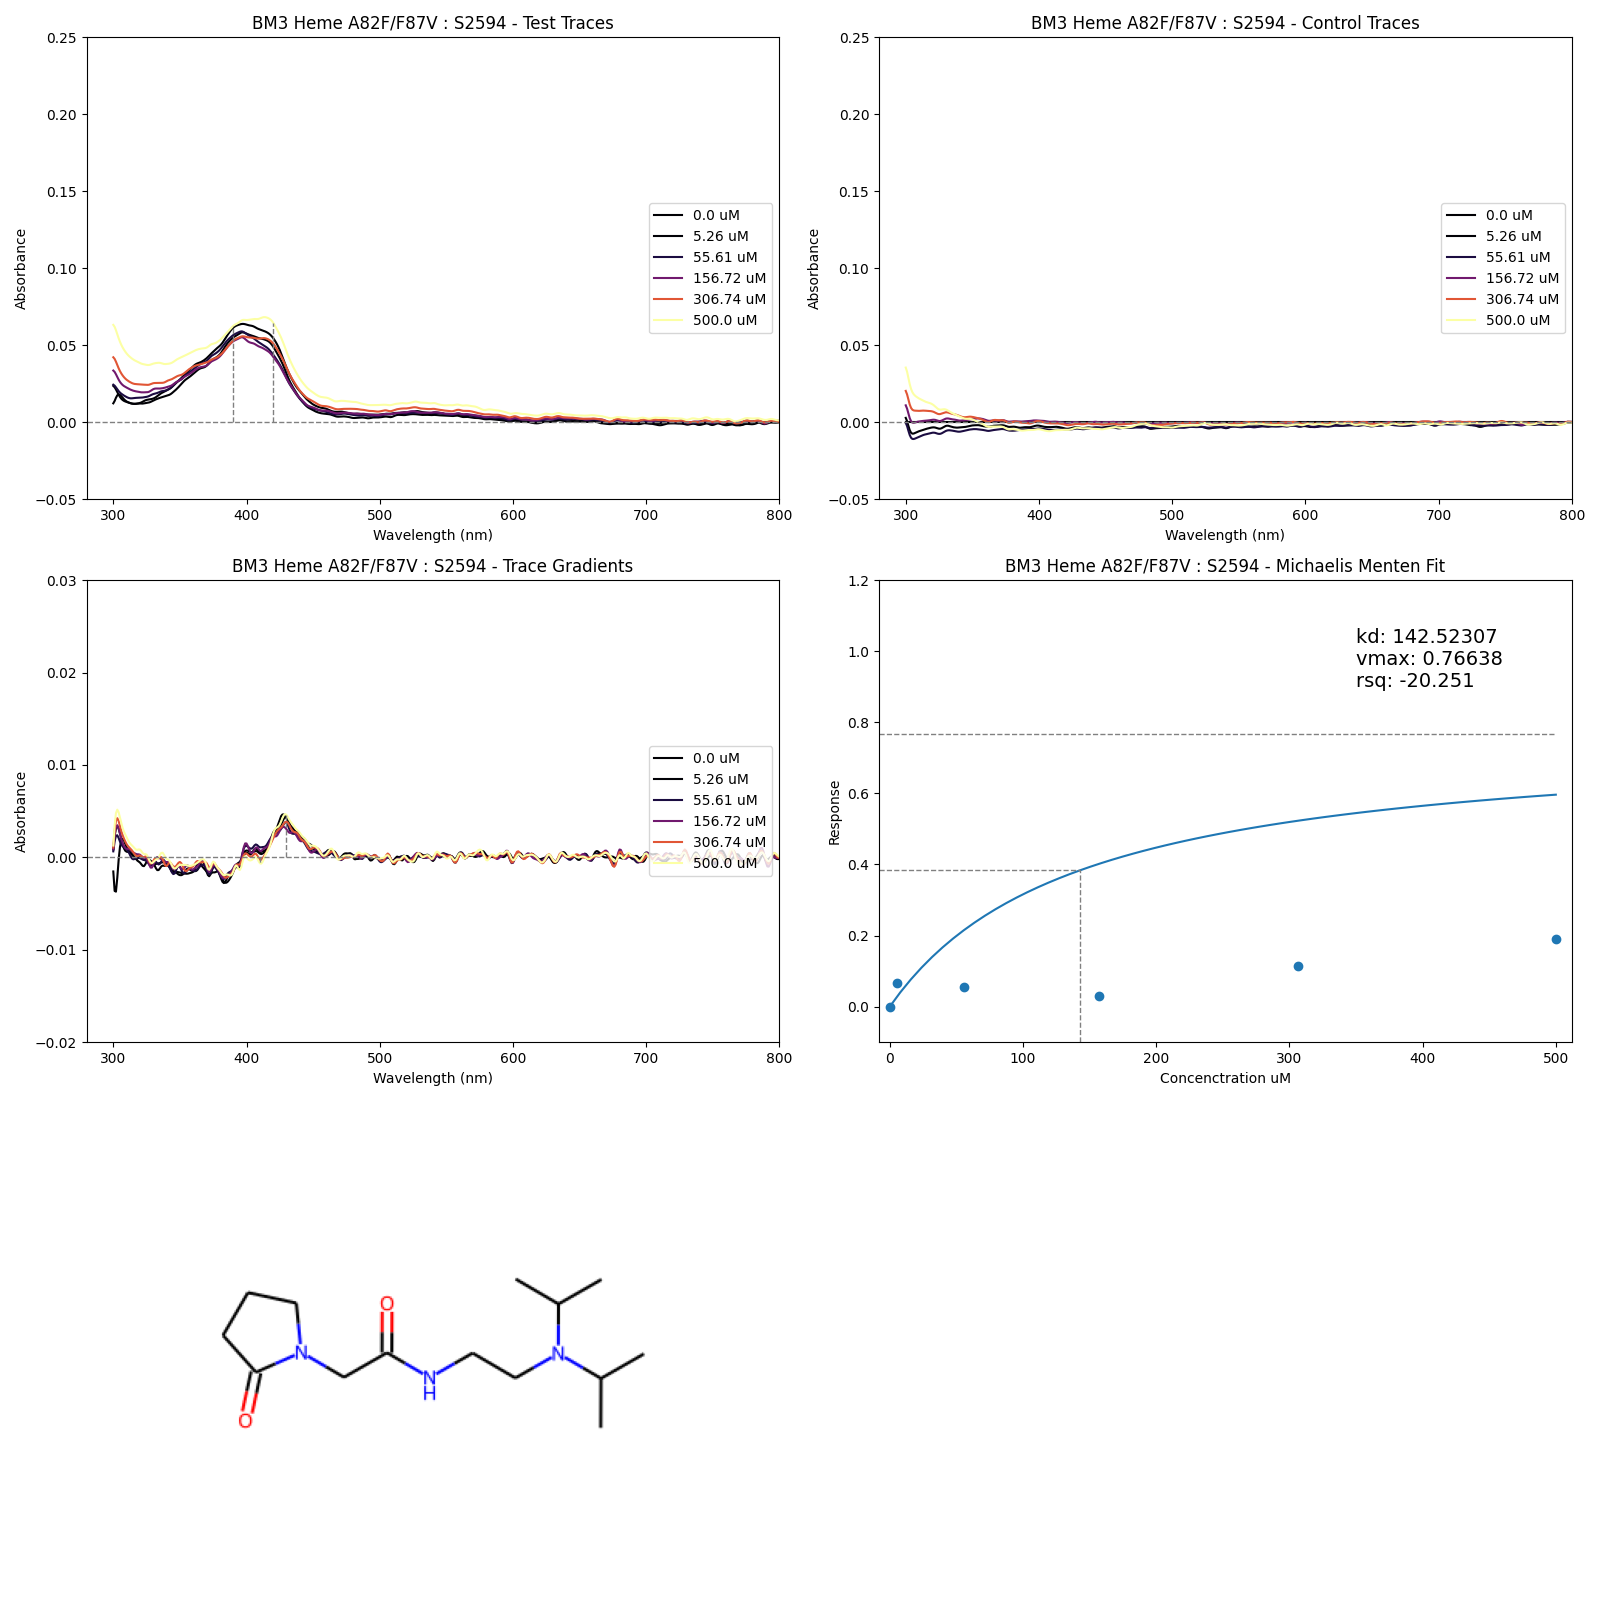 BM3 Heme A82F/F87V : S2594 - Test Traces
Absorbance
0.25
0.20
0.15
0.10
0.05
0.00
−0.05
300 400 500 600 700 800
Wavelength (nm)
0.0 uM
5.26 uM
55.61 uM
156.72 uM
306.74 uM
500.0 uM
BM3 Heme A82F/F87V : S2594 - Control Traces
Absorbance
0.25
0.20
0.15
0.10
0.05
0.00
−0.05
300 400 500 600 700 800
Wavelength (nm)
0.0 uM
5.26 uM
55.61 uM
156.72 uM
306.74 uM
500.0 uM
BM3 Heme A82F/F87V : S2594 - Trace Gradients
Absorbance
0.03
0.02
0.01
0.00
−0.01
−0.02
300 400 500 600 700 800
Wavelength (nm)
0.0 uM
5.26 uM
55.61 uM
156.72 uM
306.74 uM
500.0 uM
BM3 Heme A82F/F87V : S2594 - Michaelis Menten Fit
Response
1.2
1.0
0.8
0.6
0.4
0.2
0.0
0 100 200 300 400 500
Concenctration uM
kd: 142.52307
vmax: 0.76638
rsq: -20.251
O
N
O
N
H
N